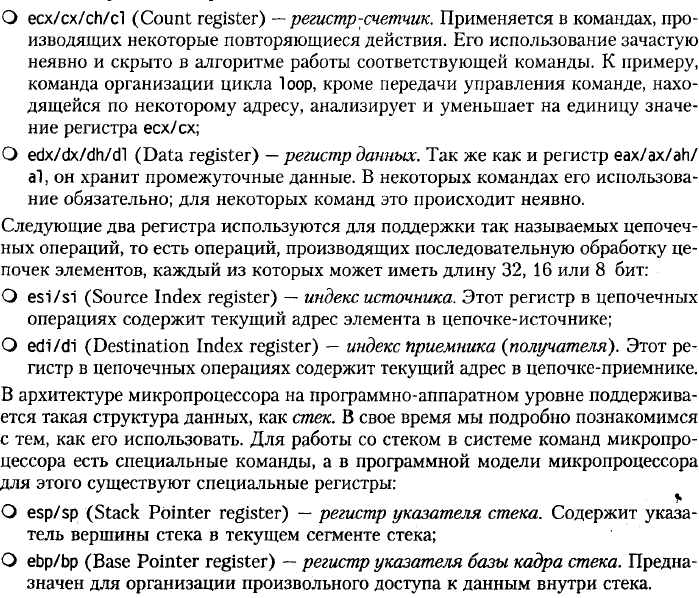 ○ ecx/cx/ch/cl (Count register) — регистр-счетчик. Применяется в командах, про-
изводящих некоторые повторяющиеся действия. Его использование зачастую
неявно и скрыто в алгоритме работы соответствующей команды. К примеру,
команда организации цикла loop, кроме передачи управления команде, нахо-
дящейся по некоторому адресу, анализирует и уменьшает на единицу значе-
ние регистра ecx/cx;
○ edx/dx/dh/dl (Data register) — регистр данных. Так же как и регистр eax/ax/ah/
al, он хранит промежуточные данные. В некоторых командах его использова-
ние обязательно; для некоторых команд это происходит неявно.
Следующие два регистра используются для поддержки так называемых цепочеч-
ных операций, то есть операций, производящих последовательную обработку це-
почек элементов, каждый из которых может иметь длину 32, 16 или 8 бит:
○ esi/si (Source Index register) — индекс источника. Этот регистр в цепочечных
операциях содержит текущий адрес элемента в цепочке-источнике;
○ edi/di (Destination Index register) — индекс приемника (получателя). Этот ре-
гистр в цепочечных операциях содержит текущий адрес в цепочке-приемнике.
В архитектуре микропроцессора на программно-аппаратном уровне поддержива-
ется такая структура данных, как стек. В свое время мы подробно познакомимся
с тем, как его использовать. Для работы со стеком в системе команд микропро-
цессора есть специальные команды, а в программной модели микропроцессора
для этого существуют специальные регистры:
○ esp/sp (Stack Pointer register) — регистр указателя стека. Содержит указа-
тель вершины стека в текущем сегменте стека;
○ ebp/bp (Base Pointer register) — регистр указателя базы кадра стека. Предна-
значен для организации произвольного доступа к данным внутри стека.